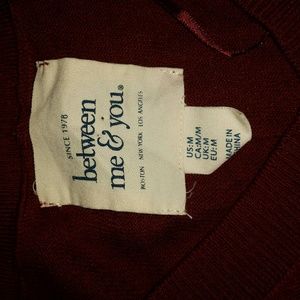 SINCE 1978
between
me & you®
BOSTON NEW YORK LOS ANGELES
US:M
CA:M/M
UK:M
EU:M
MADE IN
CHINA